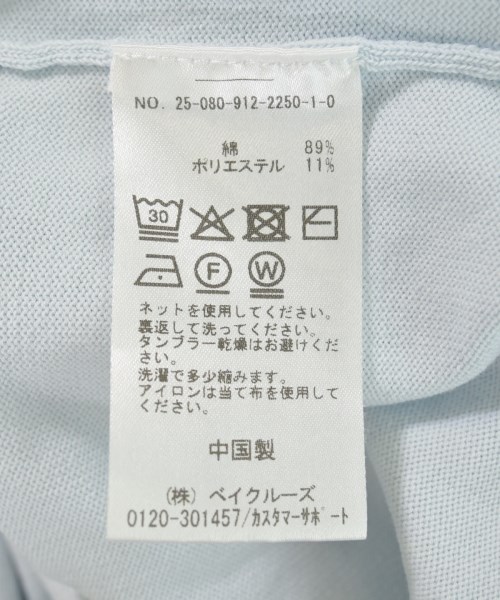 NO. 25-080-912-2250-1-0
綿 89%
ポリエステル 11%
30
F W
ネットを使用してください。
裏返して洗ってください。
タンブラー乾燥はお避けくださ
い。
洗濯で多少縮みます。
アイロンは当て布を使用して
ください。
中国製
(株) ベイクルーズ
0120-301457/カスタマーサポート